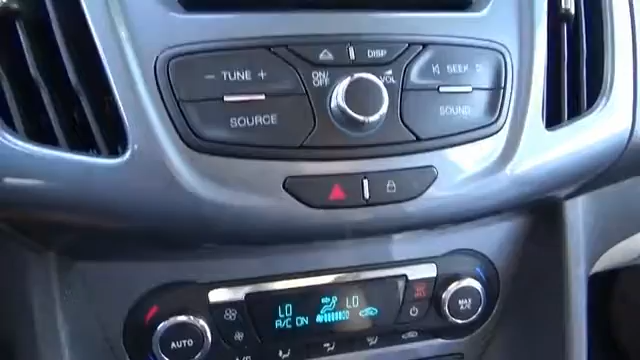 DISP
− TUNE +
ON/
OFF
VOL
SEEK
SOURCE
SOUND
LO
LO
A/C ON
AUTO
MAX
A/C
A/C